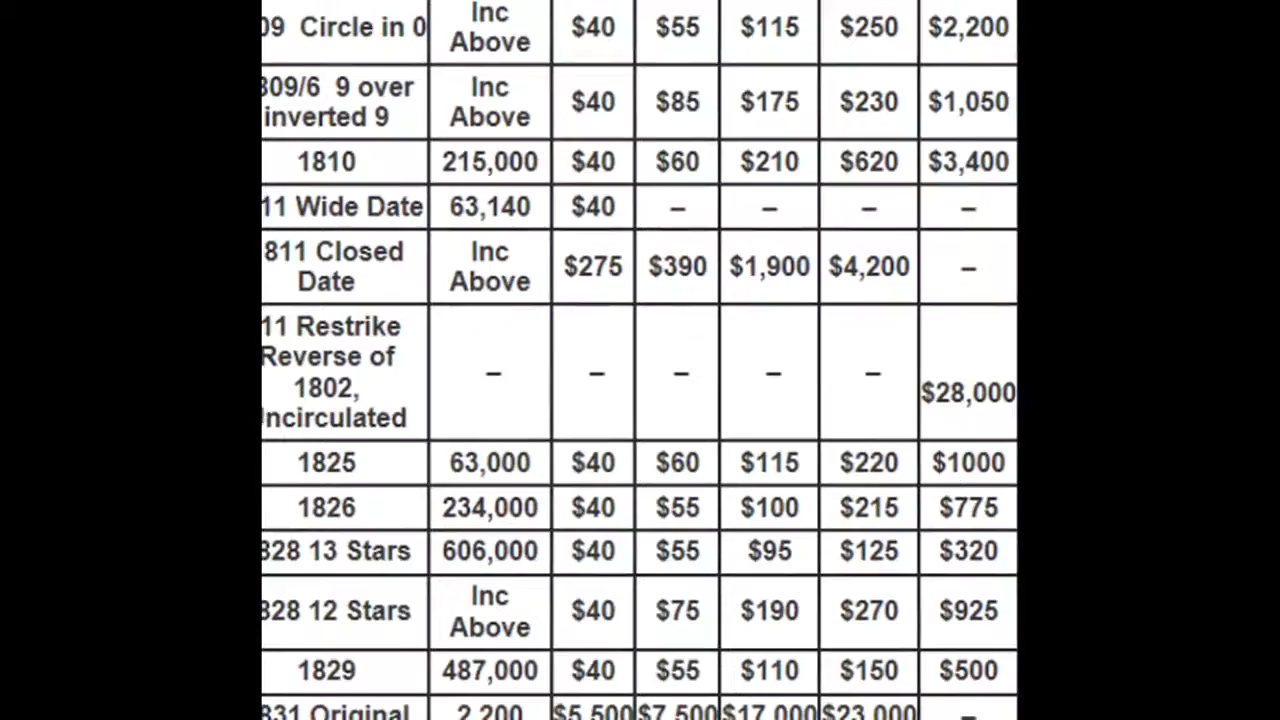 09 Circle in 0 Inc Above $40 $55 $115 $250 $2,200
809/6 9 over inverted 9 Inc Above $40 $85 $175 $230 $1,050
1810 215,000 $40 $60 $210 $620 $3,400
11 Wide Date 63,140 $40 – – – –
811 Closed Date Inc Above $275 $390 $1,900 $4,200 –
11 Restrike Reverse of 1802, Uncirculated – – – – – $28,000
1825 63,000 $40 $60 $115 $220 $1000
1826 234,000 $40 $55 $100 $215 $775
828 13 Stars 606,000 $40 $55 $95 $125 $320
828 12 Stars Inc Above $40 $75 $190 $270 $925
1829 487,000 $40 $55 $110 $150 $500
831 Original 2,200 $5,500 $7,500 $17,000 $23,000 –